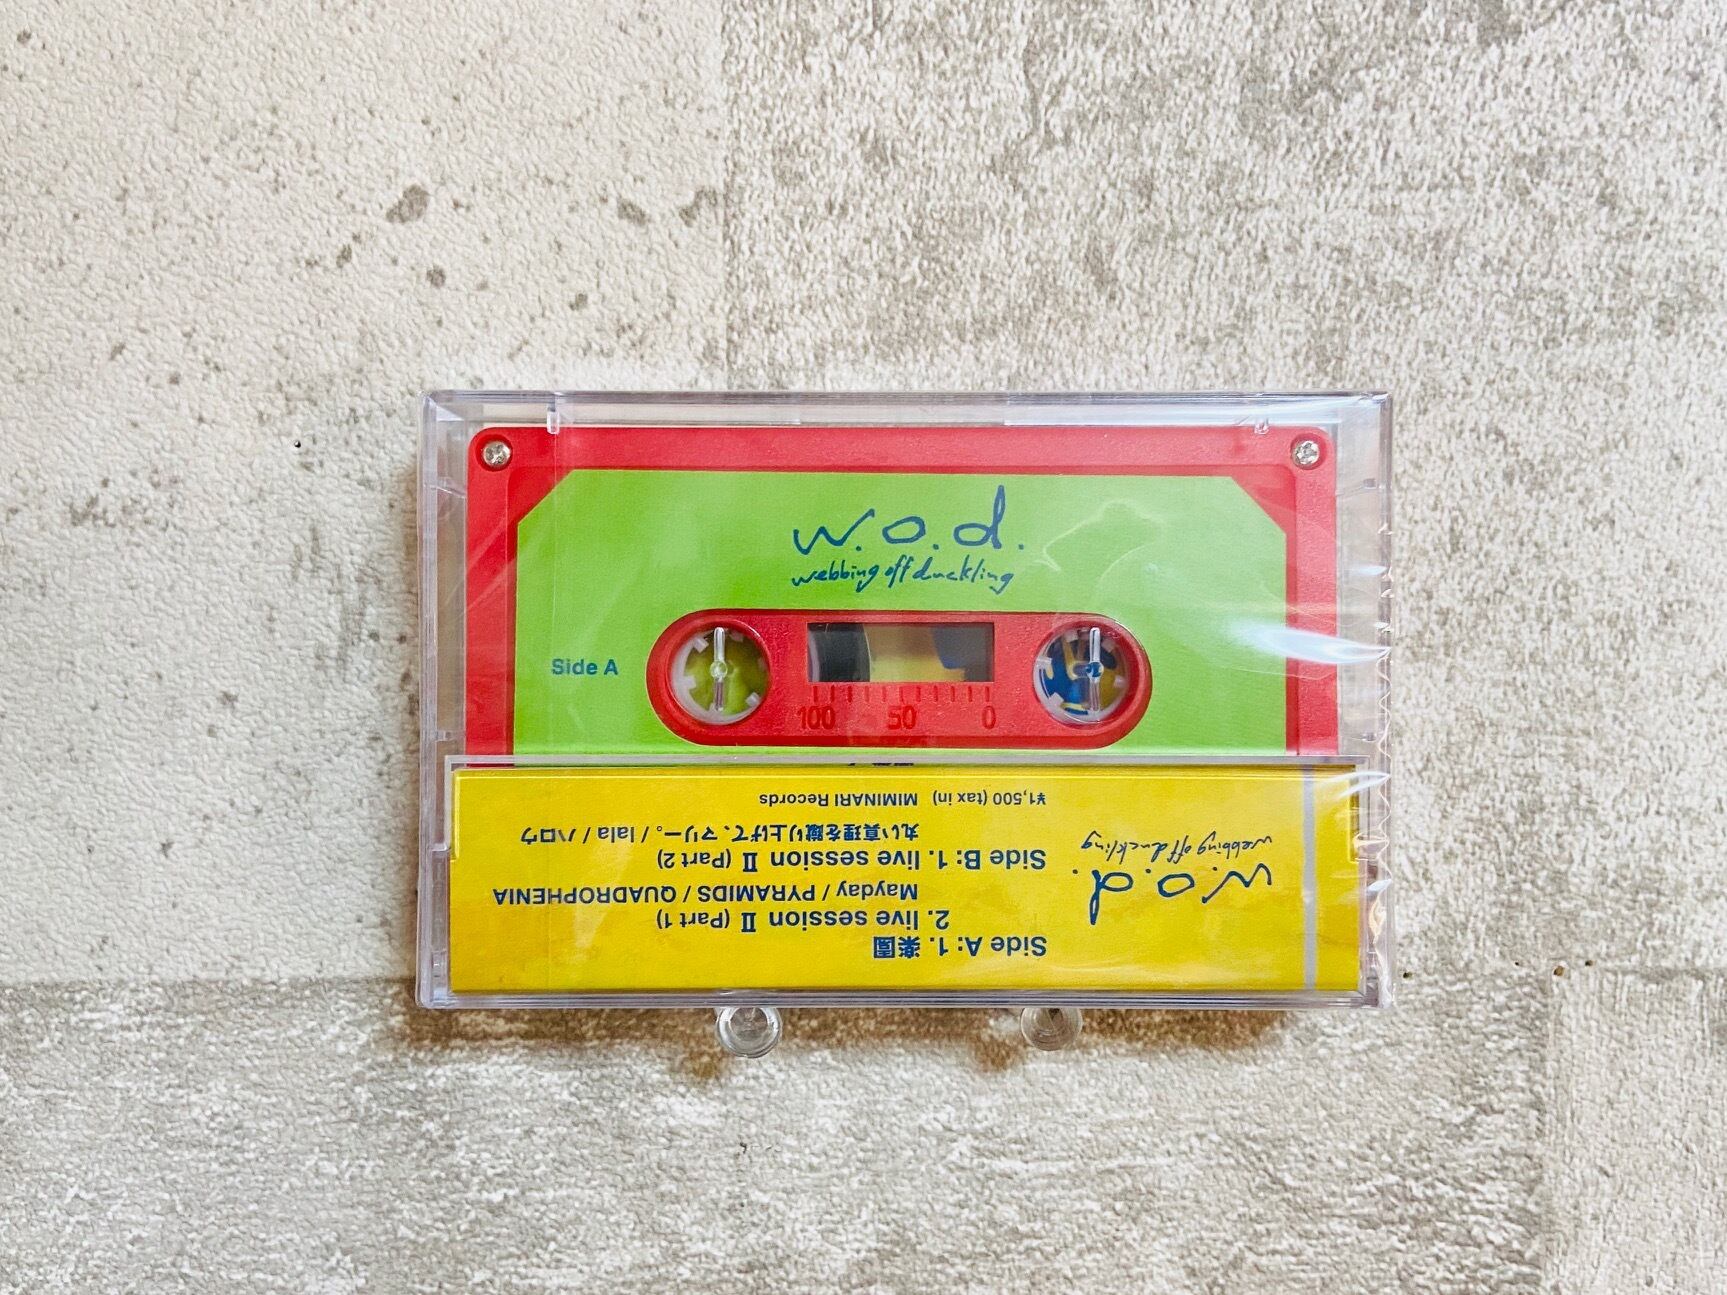 w.o.d.
webbing off duckling
Side A
100 50 0
Side A: 1. 楽園
2. live session Ⅱ (Part 1)
Mayday / PYRAMIDS / QUADROPHENIA
Side B: 1. live session Ⅱ (Part 2)
丸い真理を蹴り上げて、マリー。 / lala / ハロウ
¥1,500 (tax in) MIMINARI Records
w.o.d.
webbing off duckling